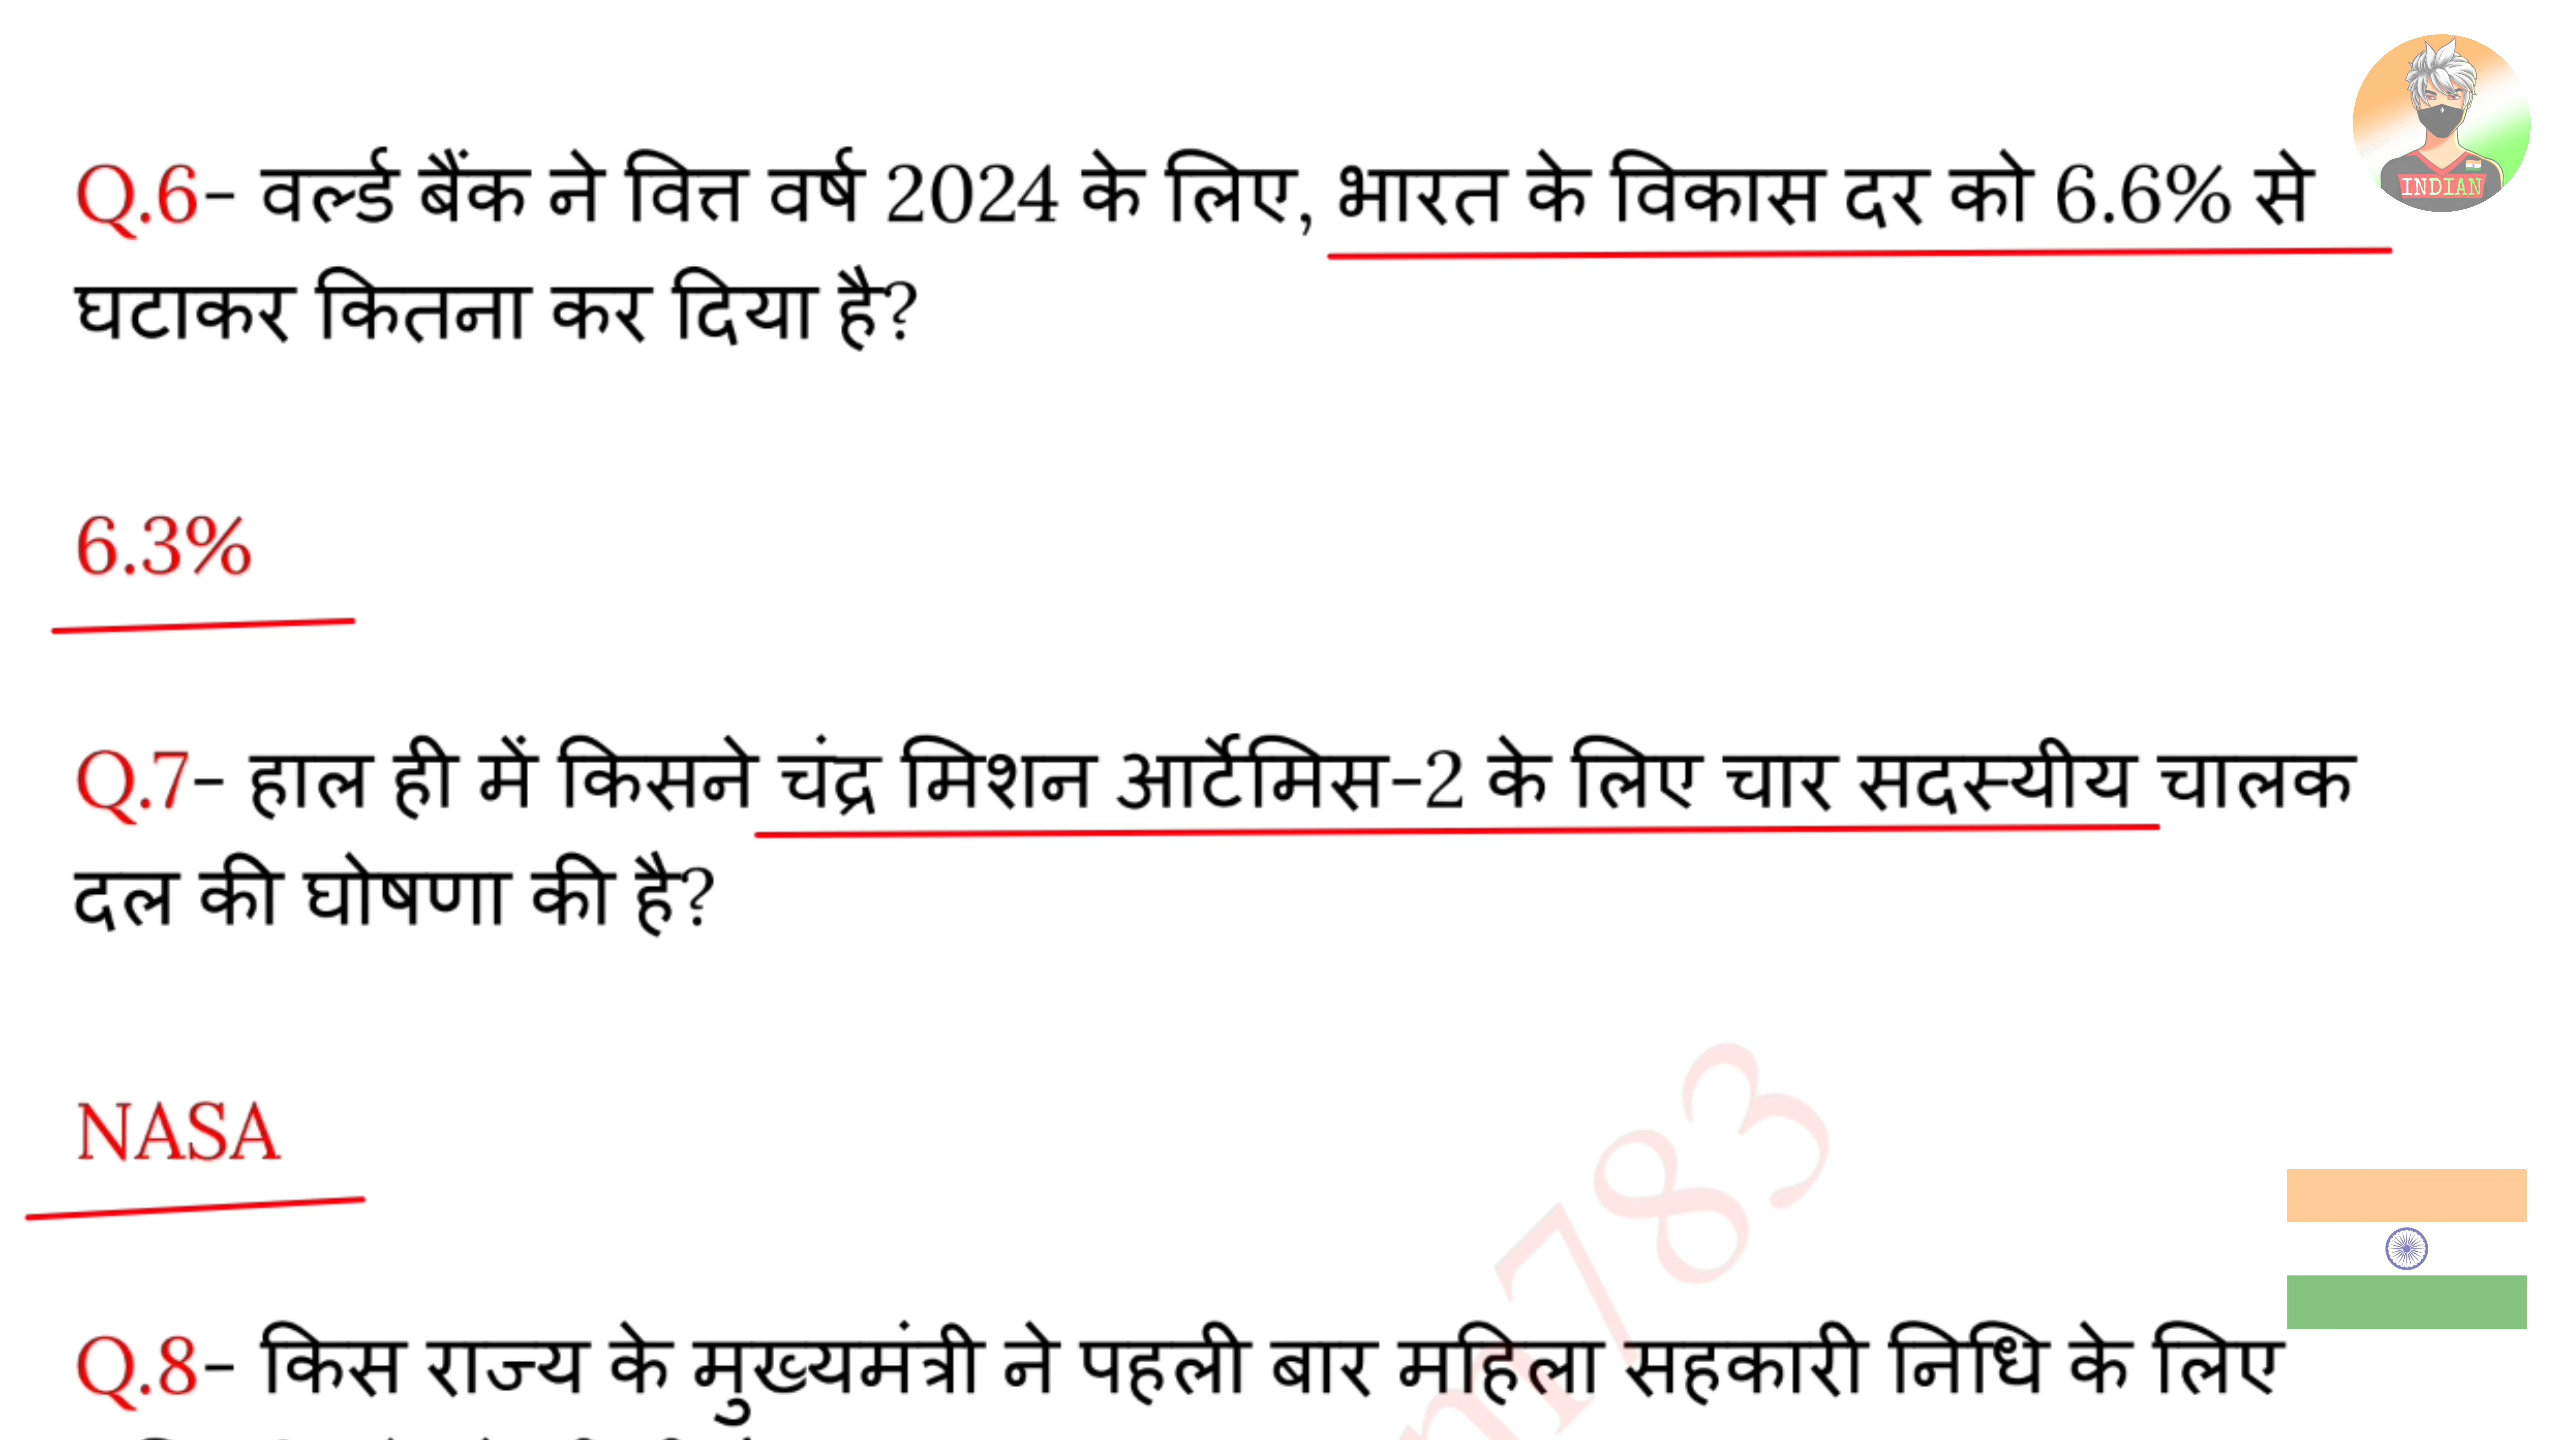 INDIAN
Q.6- वर्ल्ड बैंक ने वित्त वर्ष 2024 के लिए, भारत के विकास दर को 6.6% से
घटाकर कितना कर दिया है?
6.3%
Q.7- हाल ही में किसने चंद्र मिशन आर्टेमिस-2 के लिए चार सदस्यीय चालक
दल की घोषणा की है?
NASA
783
Q.8- किस राज्य के मुख्यमंत्री ने पहली बार महिला सहकारी निधि के लिए